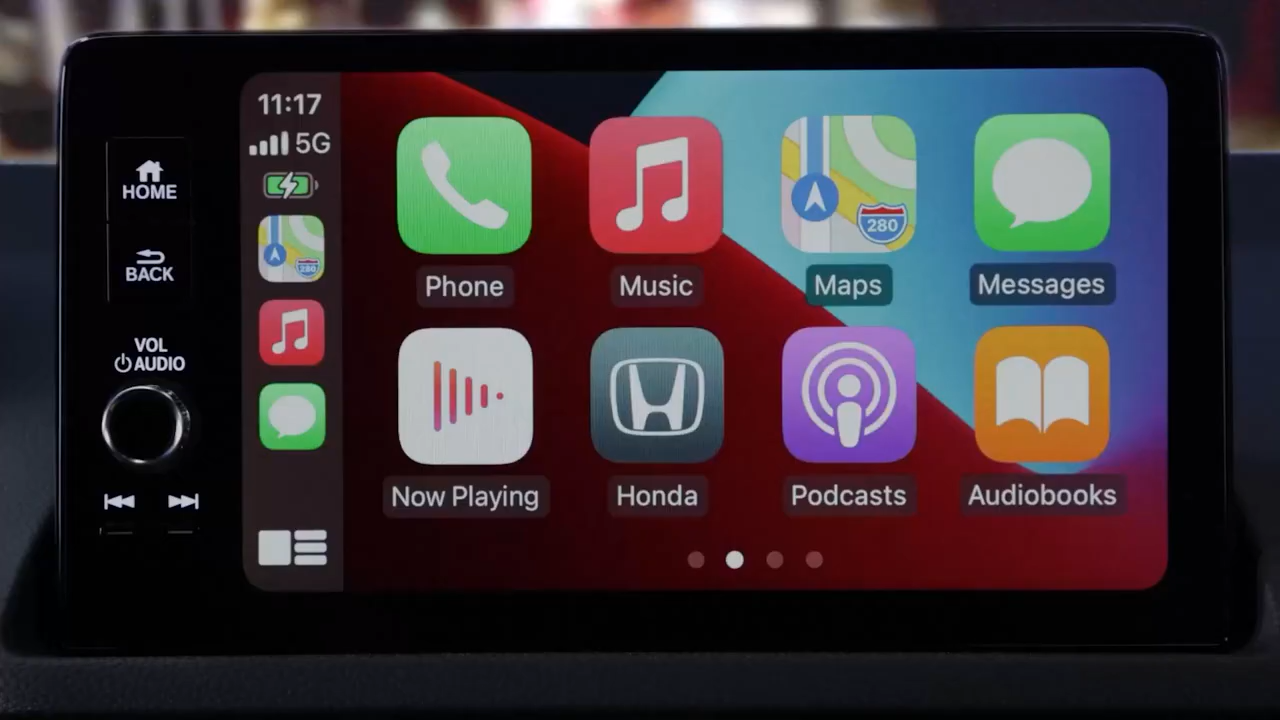 HOME
BACK
VOL
AUDIO
11:17
5G
280
Phone
Music
280
Maps
Messages
Now Playing
Honda
Podcasts
Audiobooks